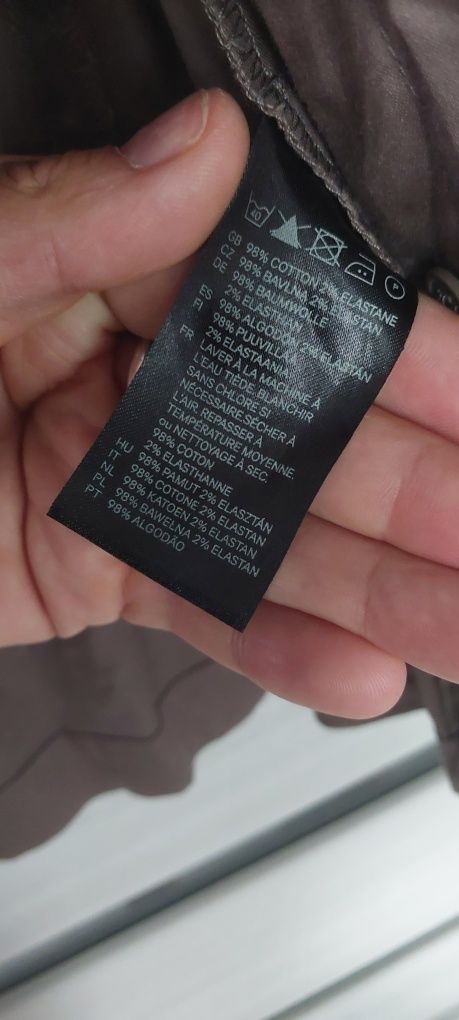 40
P
GB 98% COTTON 2% ELASTANE
CZ 98% BAVLNA 2% ELASTAN
DE 98% BAUMWOLLE
2% ELASTHAN
ES 98% ALGODÓN 2% ELASTÁN
FI 98% PUUVILLA
2% ELASTAANI
FR LAVER À LA MACHINE À
L'EAU TIÈDE. BLANCHIR
SANS CHLORE SI
NÉCESSAIRE. SÉCHER À
L'AIR. REPASSER À
TEMPÉRATURE MOYENNE.
OU NETTOYAGE À SEC.
98% COTON
2% ELASTHANNE
HU 98% PAMUT 2% ELASZTÁN
IT 98% COTONE 2% ELASTAN
NL 98% KATOEN 2% ELASTAN
PL 98% BAWEŁNA 2% ELASTAN
PT 98% ALGODÃO